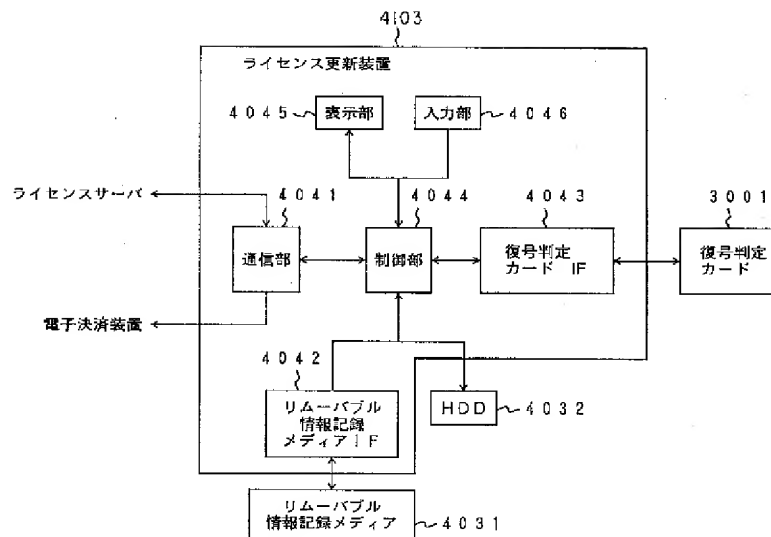 4103
ライセンス更新装置
4045
表示部
入力部
4046
ライセンスサーバ
4041
4044
4043
3001
通信部
制御部
復号判定
カード IF
復号判定
カード
電子決済装置
4042
リムーバブル
情報記録
メディアIF
HDD
4032
リムーバブル
情報記録メディア
4031